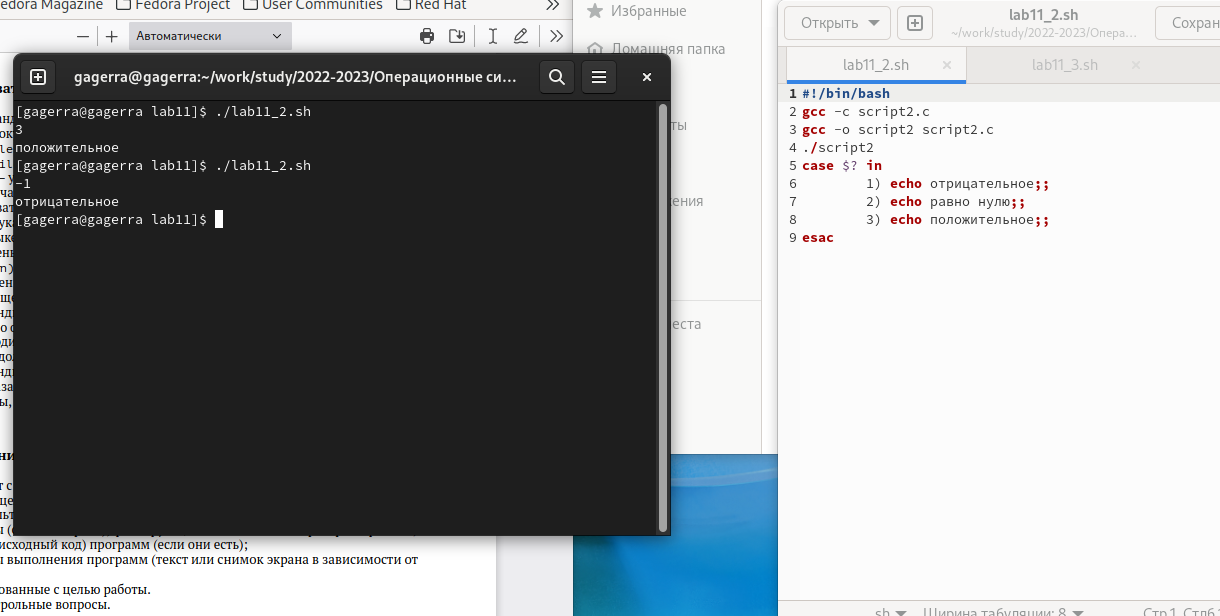 edora Magazine Fedora Project User Communities Red Hat
Автоматически
gagerra@gagerra:~/work/study/2022-2023/Операционные си...
[gagerra@gagerra lab11]$ ./lab11_2.sh
3
положительное
[gagerra@gagerra lab11]$ ./lab11_2.sh
-1
отрицательное
[gagerra@gagerra lab11]$
исходный код) программ (если они есть);
ы выполнения программ (текст или снимок экрана в зависимости от
ованные с целью работы.
трольные вопросы.
Избранные
Домашняя папка
ты
жения
еста
Открыть
lab11_2.sh
~/work/study/2022-2023/Опера...
Сохран
lab11_2.sh
lab11_3.sh
1 #!/bin/bash
2 gcc -c script2.c
3 gcc -o script2 script2.c
4 ./script2
5 case $? in
6 1) echo отрицательное;;
7 2) echo равно нулю;;
8 3) echo положительное;;
9 esac
sh Ширина табуляции: 8 Стр 1, Стлб